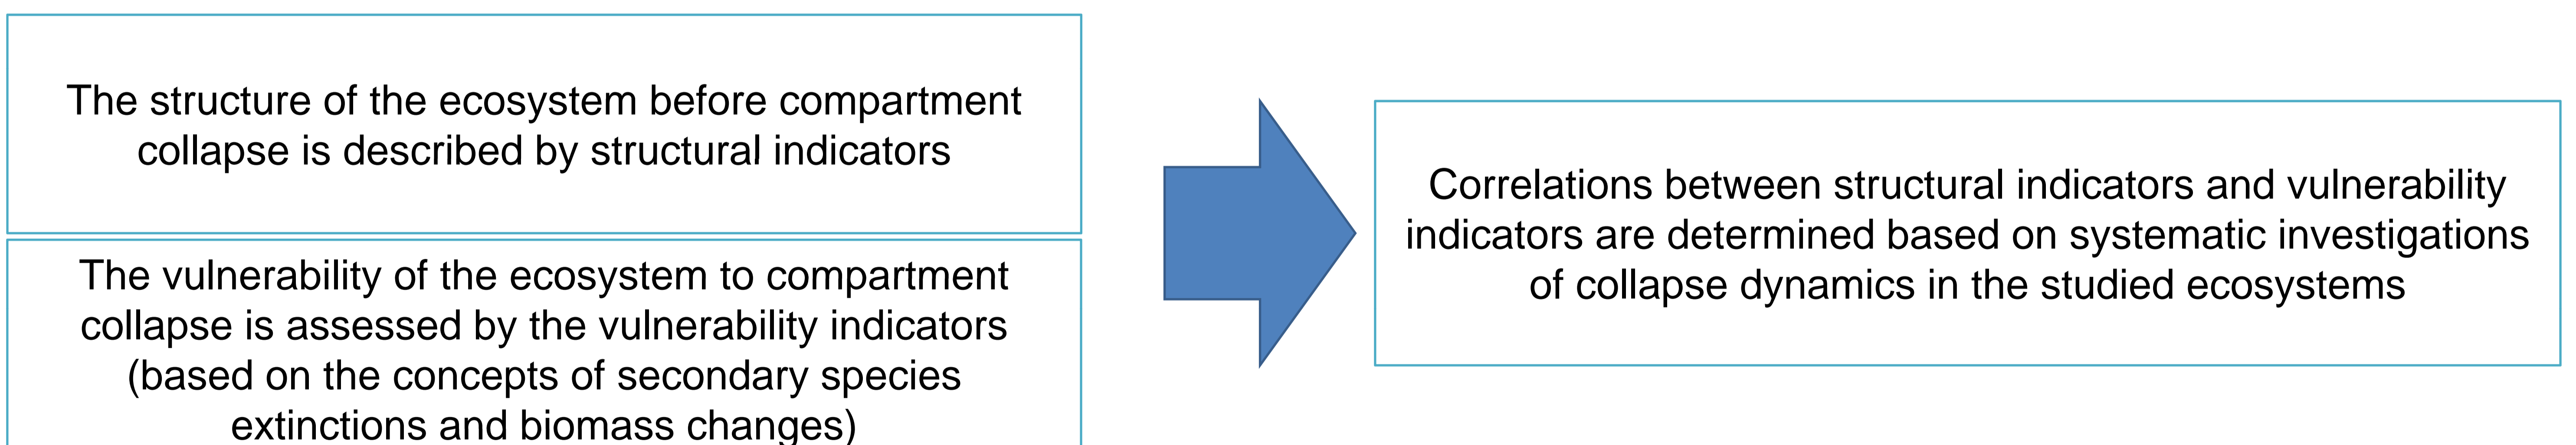 The structure of the ecosystem before compartment
collapse is described by structural indicators
The vulnerability of the ecosystem to compartment
collapse is assessed by the vulnerability indicators
(based on the concepts of secondary species
extinctions and biomass changes)
Correlations between structural indicators and vulnerability
indicators are determined based on systematic investigations
of collapse dynamics in the studied ecosystems